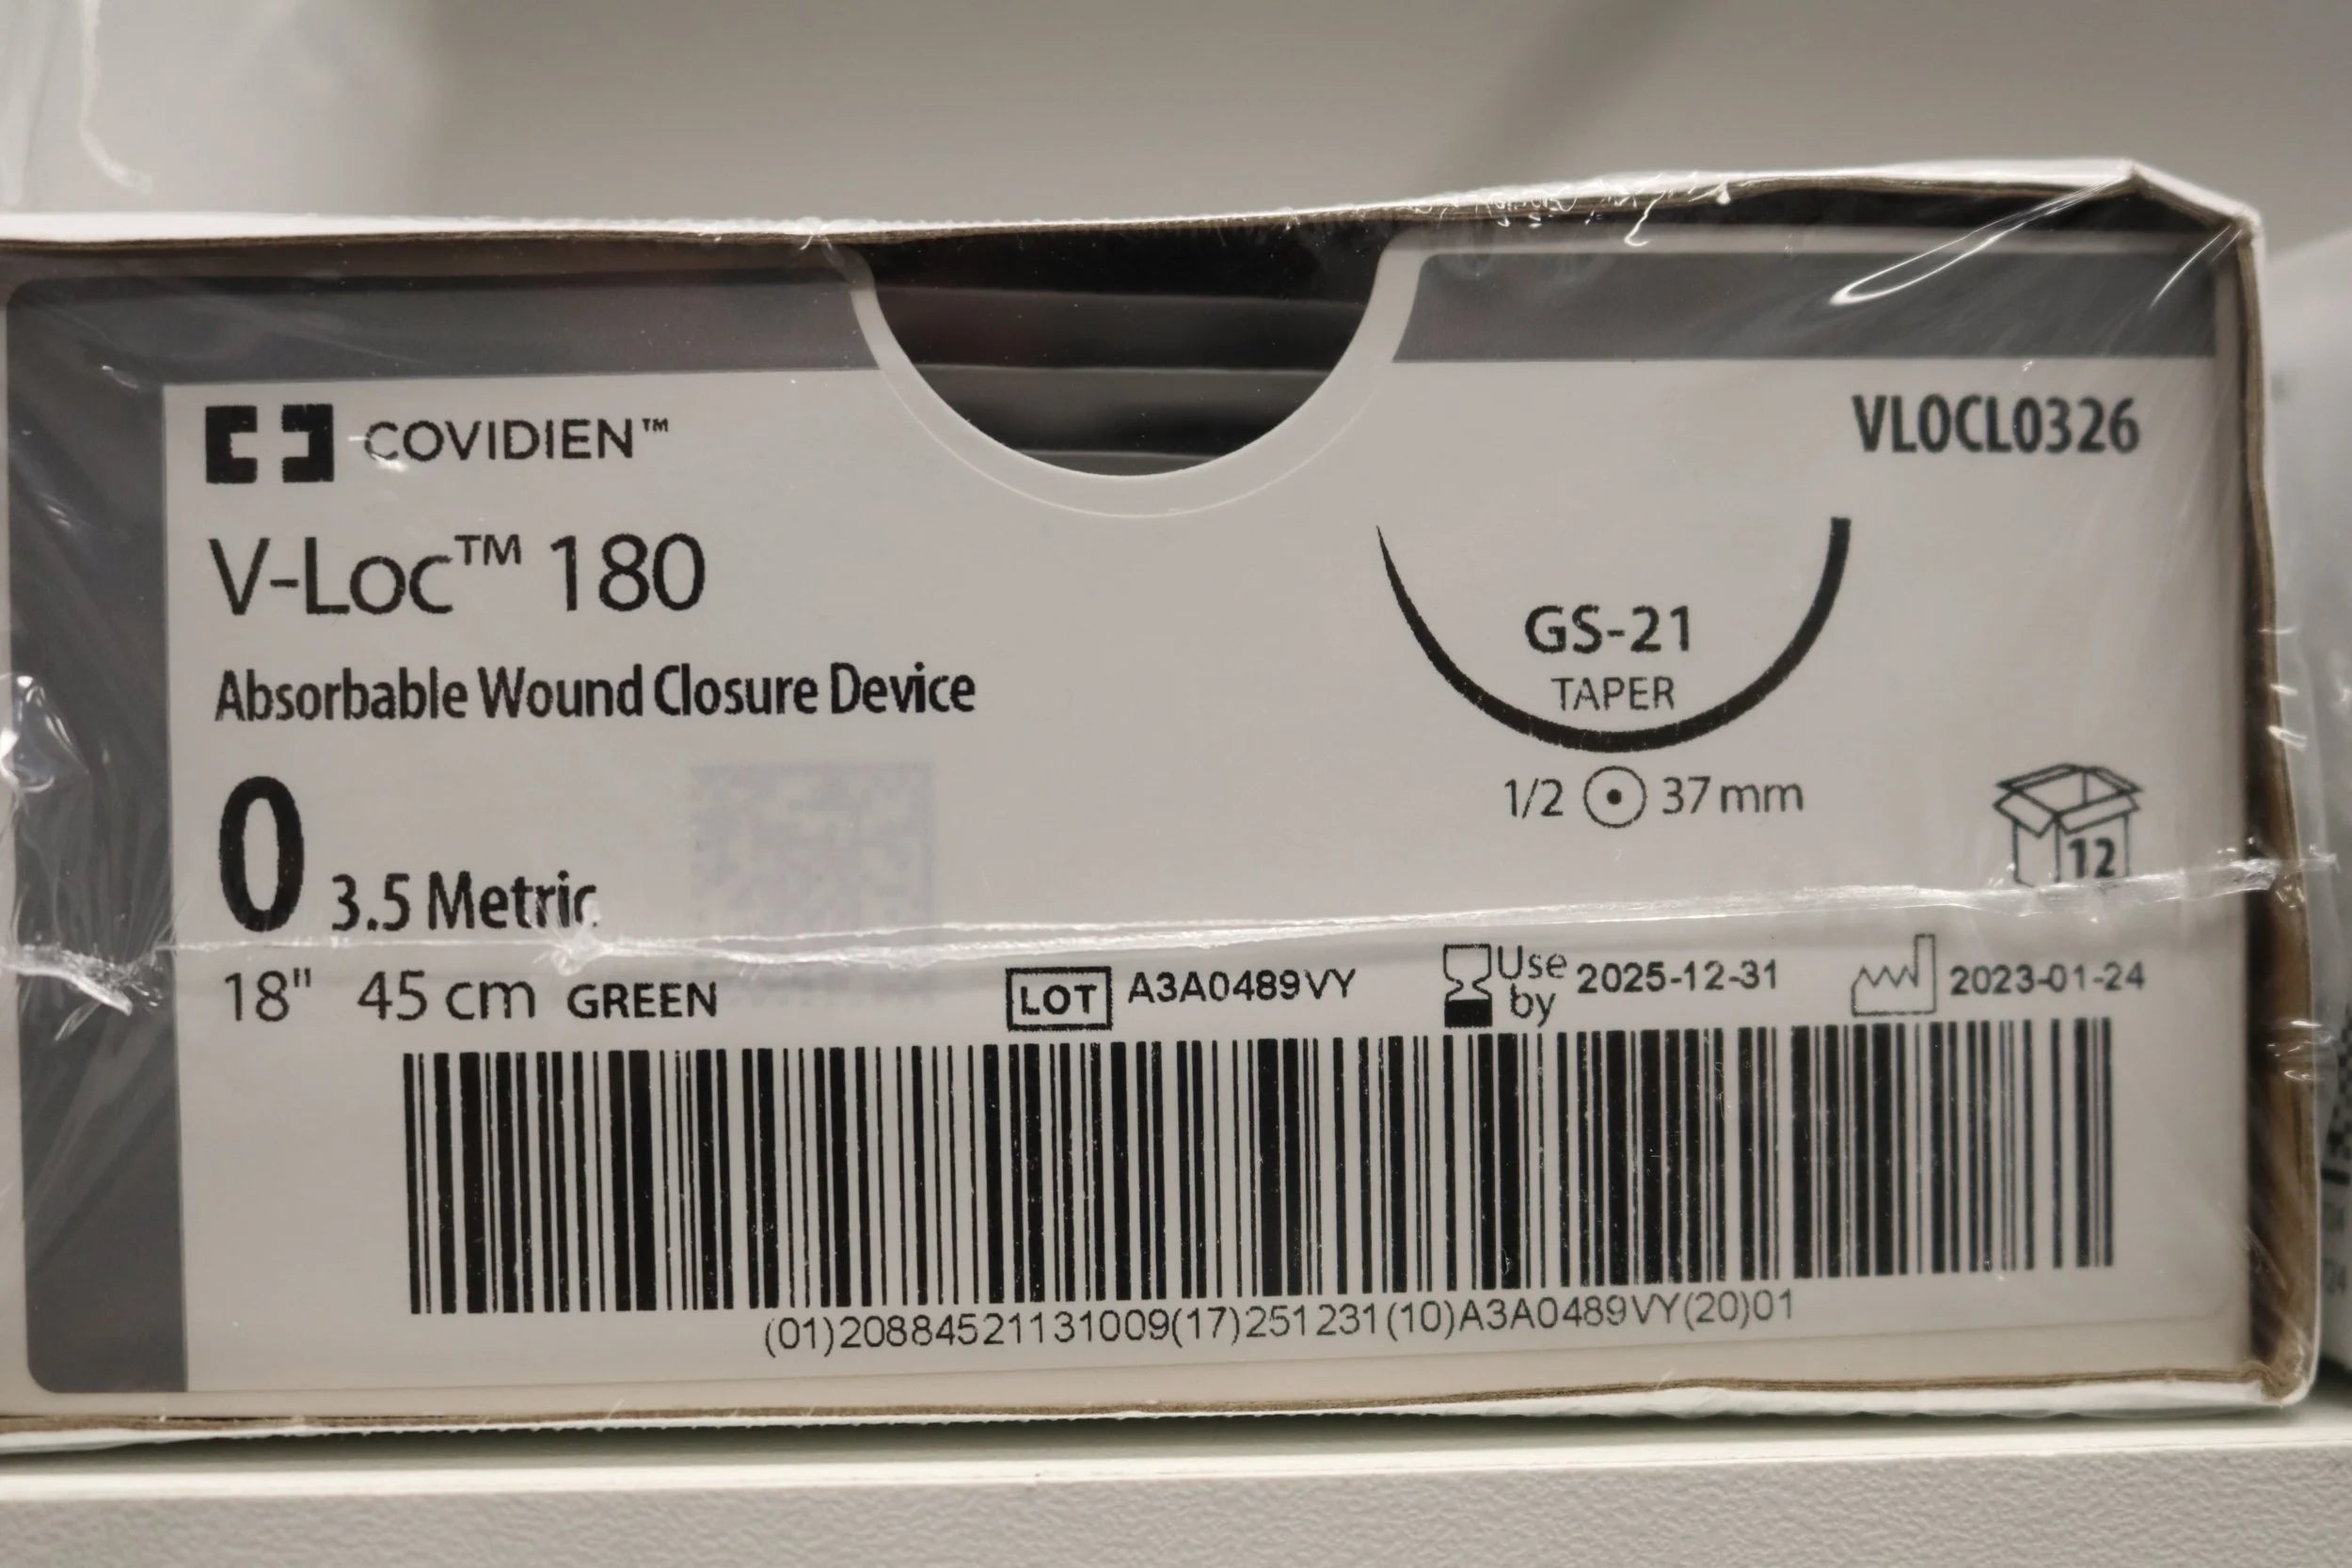 COVIDIEN™
VLOCL0326
V-Loc™ 180
Absorbable Wound Closure Device
GS-21
TAPER
1/2 37 mm
12
0 3.5 Metric
18" 45 cm GREEN
LOT A3A0489VY
Use by 2025-12-31
2023-01-24
(01)20884521131009(17)251231(10)A3A0489VY(20)01